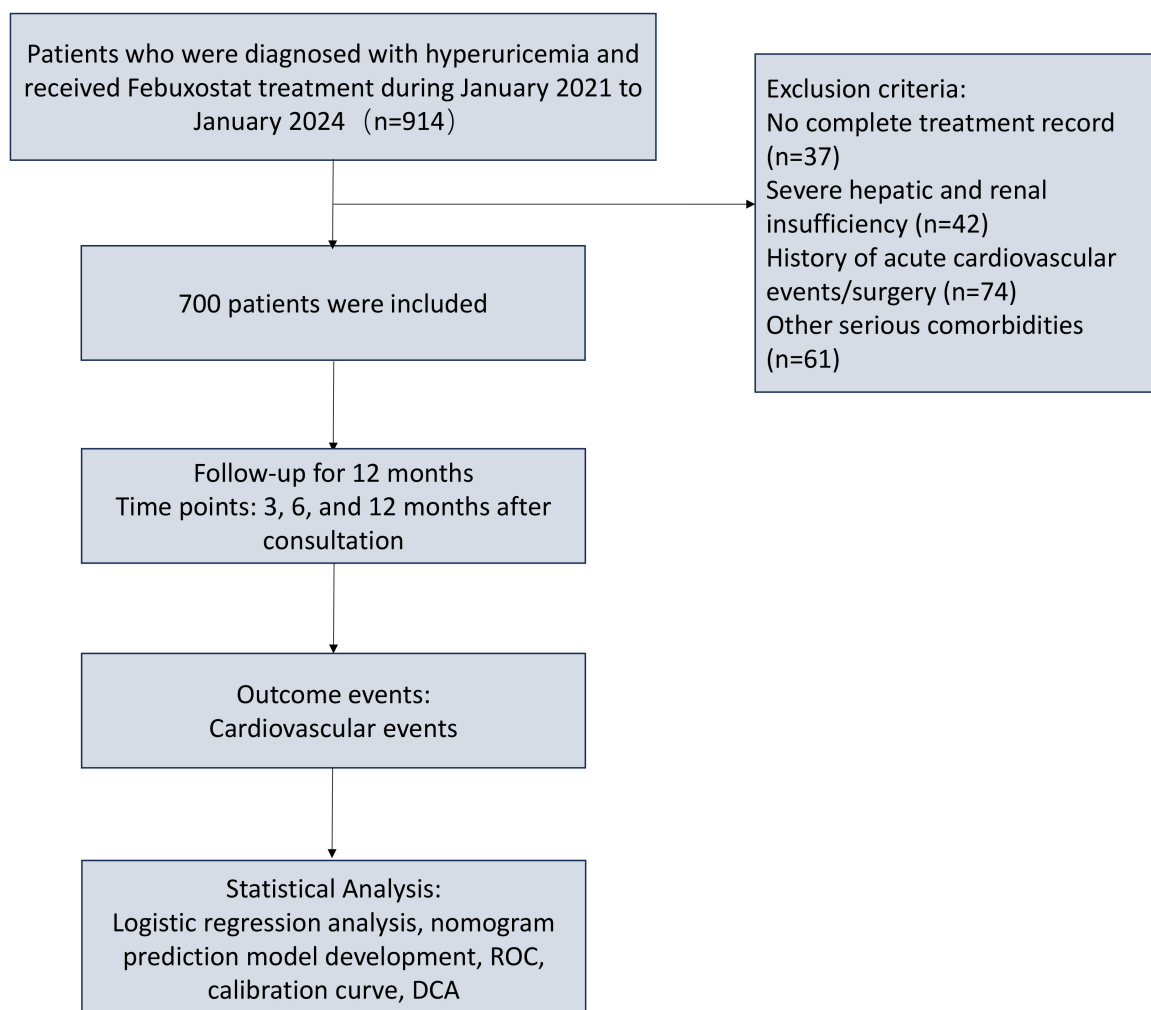 Patients who were diagnosed with hyperuricemia and
received Febuxostat treatment during January 2021 to
January 2024（n=914）
Exclusion criteria:
No complete treatment record
(n=37)
Severe hepatic and renal
insufficiency (n=42)
History of acute cardiovascular
events/surgery (n=74)
Other serious comorbidities
(n=61)
700 patients were included
Follow-up for 12 months
Time points: 3, 6, and 12 months after
consultation
Outcome events:
Cardiovascular events
Statistical Analysis:
Logistic regression analysis, nomogram
prediction model development, ROC,
calibration curve, DCA